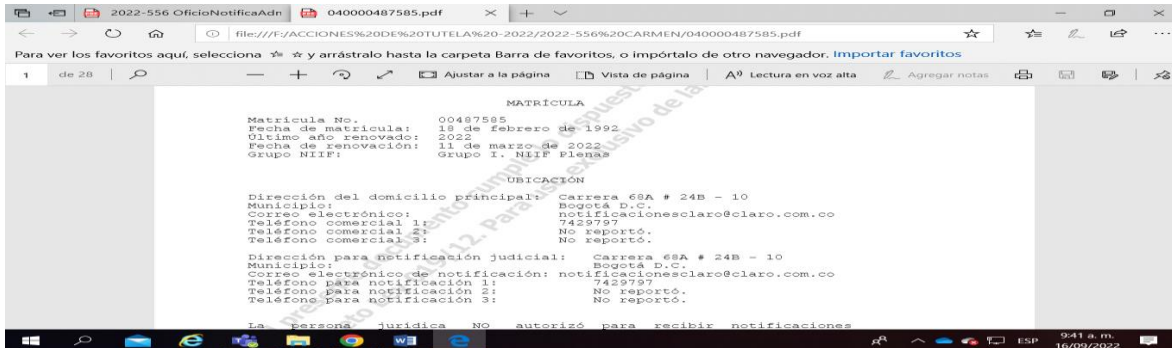 2022-556 OficioNotificaAdn
040000487585.pdf
file:///F:/ACCIONES%20DE%20TUTELA%20-2022/2022-556%20CARMEN/040000487585.pdf
Para ver los favoritos aquí, selecciona y arrástralo hasta la carpeta Barra de favoritos, o impórtalo de otro navegador. Importar favoritos
1 de 28 Ajustar a la página Vista de página Lectura en voz alta Agregar notas
MATRÍCULA
Matrícula No. 00487585
Fecha de matrícula: 18 de febrero de 1992
Último año renovado: 2022
Fecha de renovación: 11 de marzo de 2022
Grupo NIIF: Grupo I. NIIF Plenas
UBICACIÓN
Dirección del domicilio principal: Carrera 68A # 24B - 10
Municipio: Bogotá D.C.
Correo electrónico: notificacionesclaro@claro.com.co
Teléfono comercial 1: 7429797
Teléfono comercial 2: No reportó.
Teléfono comercial 3: No reportó.
Dirección para notificación judicial: Carrera 68A # 24B - 10
Municipio: Bogotá D.C.
Correo electrónico de notificación: notificacionesclaro@claro.com.co
Teléfono para notificación 1: 7429797
Teléfono para notificación 2: No reportó.
Teléfono para notificación 3: No reportó.
La persona jurídica NO autorizó para recibir notificaciones
ESP
9:41 a. m.
16/09/2022